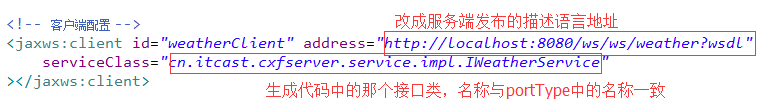 <!-- 客户端配置 -->
改成服务端发布的描述语言地址
<jaxws:client id="weatherClient" address="http://localhost:8080/ws/ws/weather?wsdl"
serviceClass="cn.itcast.cxfserver.service.impl.IWeatherService"
></jaxws:client>
生成代码中的那个接口类，名称与portType中的名称一致